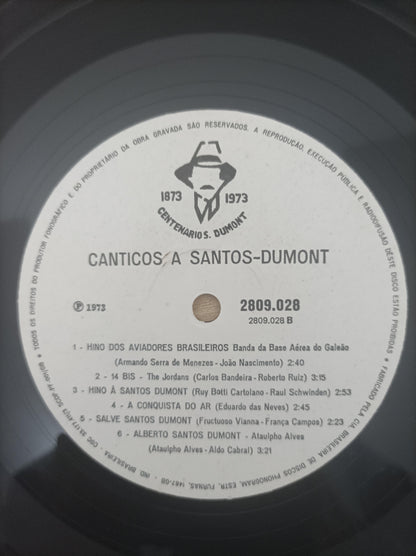 TODOS OS DIREITOS DO PRODUTOR FONOGRÁFICO E DO PROPRIETÁRIO DA OBRA GRAVADA SÃO RESERVADOS. A REPRODUÇÃO, EXECUÇÃO PÚBLICA E RADIODIFUSÃO DÊSTE DISCO ESTÃO PROIBIDAS * FABRICADO PELA CIA BRASILEIRA DE DISCOS PHONOGRAM, ESTR. FURNAS, 1467-GB - IND. BRASILEIRA
1873 1973
CENTENARIO S. DUMONT
CANTICOS A SANTOS-DUMONT
Ⓟ 1973
2809.028
2809.028 B
1 - HINO DOS AVIADORES BRASILEIROS Banda da Base Aérea do Galeão
(Armando Serra de Menezes - João Nascimento) 2:40
2 - 14 BIS - The Jordans (Carlos Bandeira - Roberto Ruiz) 3:15
3 - HINO À SANTOS DUMONT (Ruy Botti Cartolano - Raul Schwinden) 2:53
4 - A CONQUISTA DO AR (Eduardo das Neves) 2:45
5 - SALVE SANTOS DUMONT (Fructuoso Vianna - França Campos) 2:23
6 - ALBERTO SANTOS DUMONT - Ataulpho Alves
(Ataulpho Alves - Aldo Cabral) 3:21